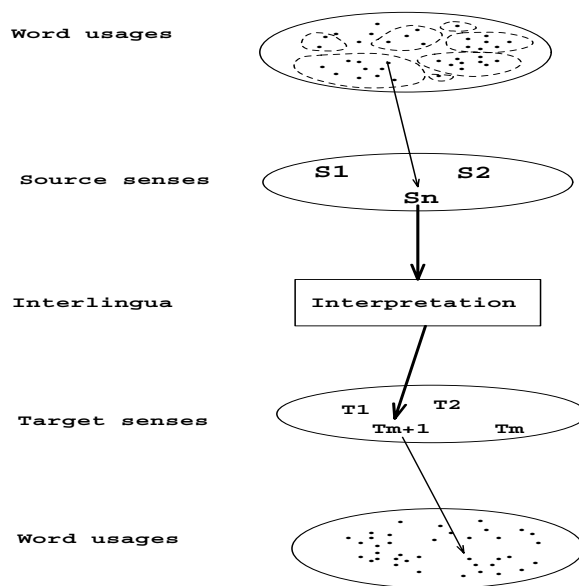 Word usages
Source senses
S1 S2
Sn
Interlingua
Interpretation
Target senses
T1 T2
Tm+1 Tm
Word usages